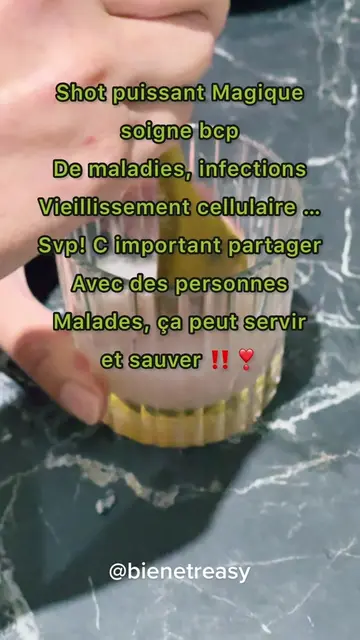 Shot puissant Magique
soigne bcp
De maladies, infections
Vieillissement cellulaire ...
Svp! C important partager
Avec des personnes
Malades, ça peut servir
et sauver ‼️❣️
@bienetreasy